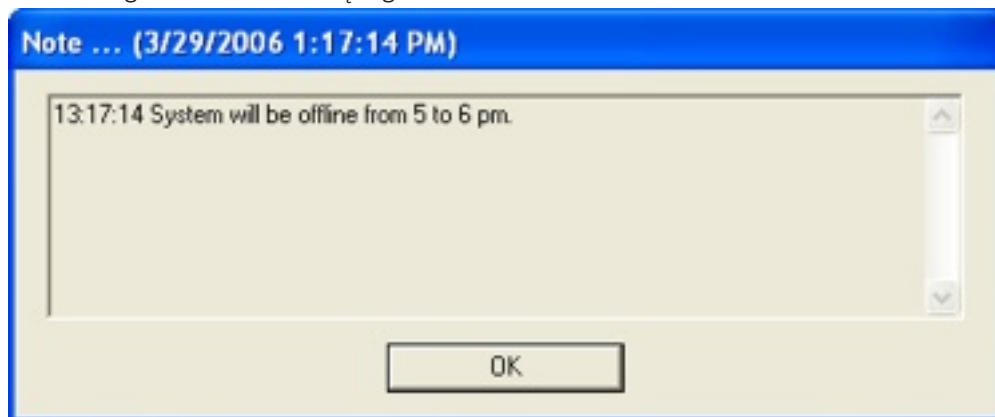 Note ... (3/29/2006 1:17:14 PM)
13:17:14 System will be offline from 5 to 6 pm.
OK